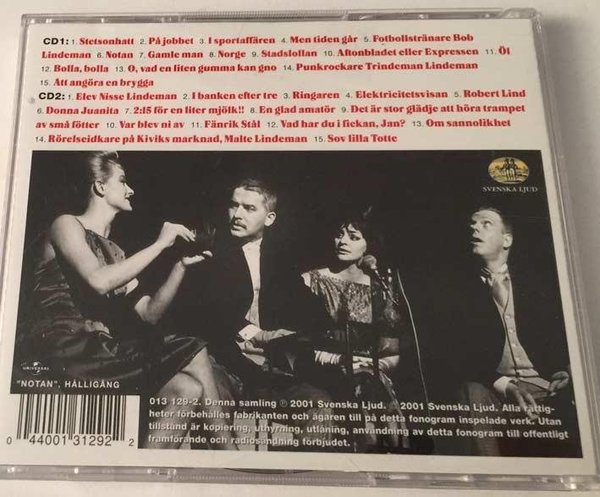 CD1: 1. Stetsonhatt 2. På jobbet 3. I sportaffären 4. Men tiden går 5. Fotbollstränare Bob
Lindeman 6. Notan 7. Gamle man 8. Norge 9. Stadslollan 10. Aftonbladet eller Expressen 11. Öl
12. Bolla, bolla 13. O, vad en liten gumma kan gno 14. Punkrockare Trindeman Lindeman
15. Att angöra en brygga
CD2: 1. Elev Nisse Lindeman 2. I banken efter tre 3. Ringaren 4. Elektricitetsvisan 5. Robert Lind
6. Donna Juanita 7. 2:15 för en liter mjölk!! 8. En glad amatör 9. Det är stor glädje att höra trampet
av små fötter 10. Var blev ni av 11. Fänrik Stål 12. Vad har du i fickan, Jan? 13. Om sannolikhet
14. Rörelseidkare på Kiviks marknad, Malte Lindeman 15. Sov lilla Totte
SVENSKA LJUD
UNIVERSAL
"NOTAN", HÅLLIGÅNG
013 129-2. Denna samling ℗ 2001 Svenska Ljud. © 2001 Svenska Ljud. Alla rättig-
heter förbehålles fabrikanten och ägaren till på detta fonogram inspelade verk. Utan
tillstånd är kopiering, uthyrning, utlåning, användning av detta fonogram till offentligt
framförande och radiosändning förbjudet.
0 44001 31292 2